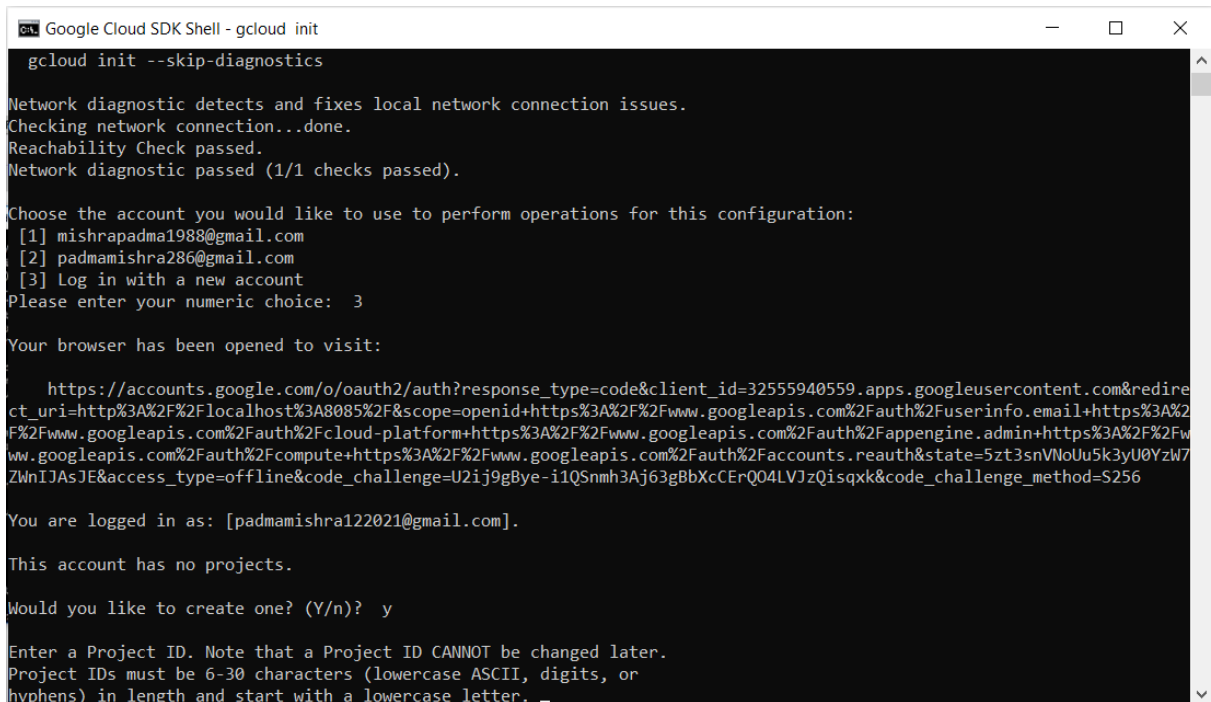 Google Cloud SDK Shell - gcloud  init
gcloud init --skip-diagnostics
Network diagnostic detects and fixes local network connection issues.
Checking network connection...done.
Reachability Check passed.
Network diagnostic passed (1/1 checks passed).
Choose the account you would like to use to perform operations for this configuration:
[1] mishrapadma1988@gmail.com
[2] padmamishra286@gmail.com
[3] Log in with a new account
Please enter your numeric choice:  3
Your browser has been opened to visit:
https://accounts.google.com/o/oauth2/auth?response_type=code&client_id=32555940559.apps.googleusercontent.com&redire
ct_uri=http%3A%2F%2Flocalhost%3A8085%2F&scope=openid+https%3A%2F%2Fwww.googleapis.com%2Fauth%2Fuserinfo.email+https%3A%2
F%2Fwww.googleapis.com%2Fauth%2Fcloud-platform+https%3A%2F%2Fwww.googleapis.com%2Fauth%2Fappengine.admin+https%3A%2F%2Fw
ww.googleapis.com%2Fauth%2Fcompute+https%3A%2F%2Fwww.googleapis.com%2Fauth%2Faccounts.reauth&state=5zt3snVNoUu5k3yU0YzW7
ZWnIJAsJE&access_type=offline&code_challenge=U2ij9gBye-i1QSnmh3Aj63gBbXcCErQO4LVJzQisqxk&code_challenge_method=S256
You are logged in as: [padmamishra122021@gmail.com].
This account has no projects.
Would you like to create one? (Y/n)?  y
Enter a Project ID. Note that a Project ID CANNOT be changed later.
Project IDs must be 6-30 characters (lowercase ASCII, digits, or
hyphens) in length and start with a lowercase letter. _